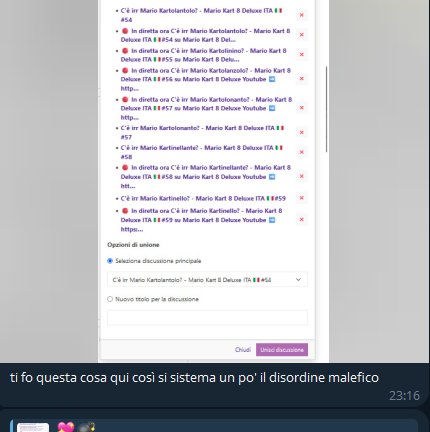 C'è irr Mario Kartolantolo? - Mario Kart 8 Deluxe ITA 🇮🇹
#54
🔴 In diretta ora C'è irr Mario Kartolantolo? - Mario Kart 8
Deluxe ITA 🇮🇹#54 su Mario Kart 8 Del...
🔴 In diretta ora C'è irr Mario Kartolinino? - Mario Kart 8
Deluxe ITA 🇮🇹#55 su Mario Kart 8 Delu...
🔴 In diretta ora C'è irr Mario Kartolanzolo? - Mario Kart 8
Deluxe ITA 🇮🇹#56 su Mario Kart 8 Deluxe Youtube ➡️
http...
🔴 In diretta ora C'è irr Mario Kartolonanto? - Mario Kart 8
Deluxe ITA 🇮🇹#57 su Mario Kart 8 Deluxe Youtube ➡️
http...
C'è irr Mario Kartolonanto? - Mario Kart 8 Deluxe ITA 🇮🇹
#57
C'è irr Mario Kartinellante? - Mario Kart 8 Deluxe ITA 🇮🇹
#58
🔴 In diretta ora C'è irr Mario Kartinellante? - Mario Kart 8
Deluxe ITA 🇮🇹#58 su Mario Kart 8 Deluxe Youtube ➡️
htt...
C'è irr Mario Kartinello? - Mario Kart 8 Deluxe ITA 🇮🇹#59
🔴 In diretta ora C'è irr Mario Kartinello? - Mario Kart 8
Deluxe ITA 🇮🇹#59 su Mario Kart 8 Deluxe Youtube ➡️
https:...
Opzioni di unione
Seleziona discussione principale
C'è irr Mario Kartolantolo? - Mario Kart 8 Deluxe ITA 🇮🇹#54
Nuovo titolo per la discussione
Chiudi
Unisci discussione
ti fo questa cosa qui così si sistema un po' il disordine malefico
23:16